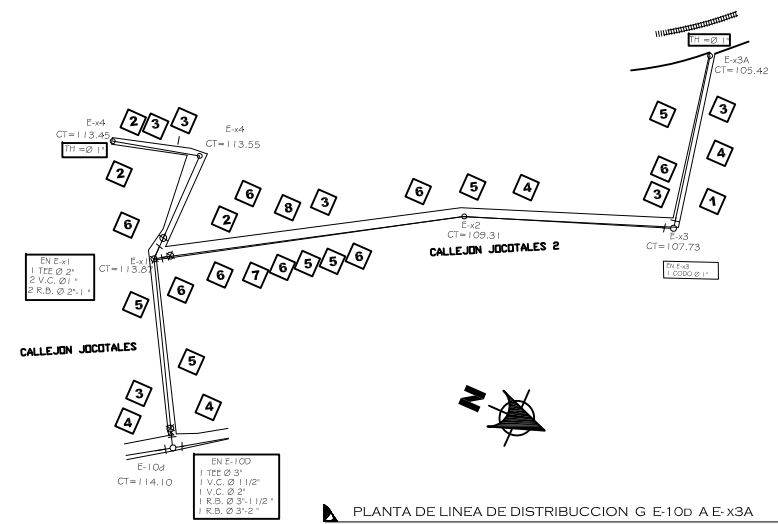 TH = Ø 1"
E-x3A
CT=105.42
5
3
4
6
3
1
E-x4
CT=113.45
TH = Ø 1"
2
3
3
E-x4
CT=113.55
2
6
6
2
8
3
6
5
4
E-x2
CT=109.31
E-x3
CT=107.73
CALLEJON JOCOTALES 2
EN E-x3
1 CODO Ø 1"
EN E-x1
1 TEE Ø 2"
2 V.C. Ø 1"
2 R.B. Ø 2"-1"
E-x1
CT=113.87
6
6
7
6
5
5
6
5
CALLEJON JOCOTALES
5
3
4
4
N
E-10d
CT=114.10
EN E-10D
1 TEE Ø 3"
1 V.C. Ø 1 1/2"
1 V.C. Ø 2"
1 R.B. Ø 3"-1 1/2"
1 R.B. Ø 3"-2"
PLANTA DE LINEA DE DISTRIBUCCION G E-10D A E-x3A